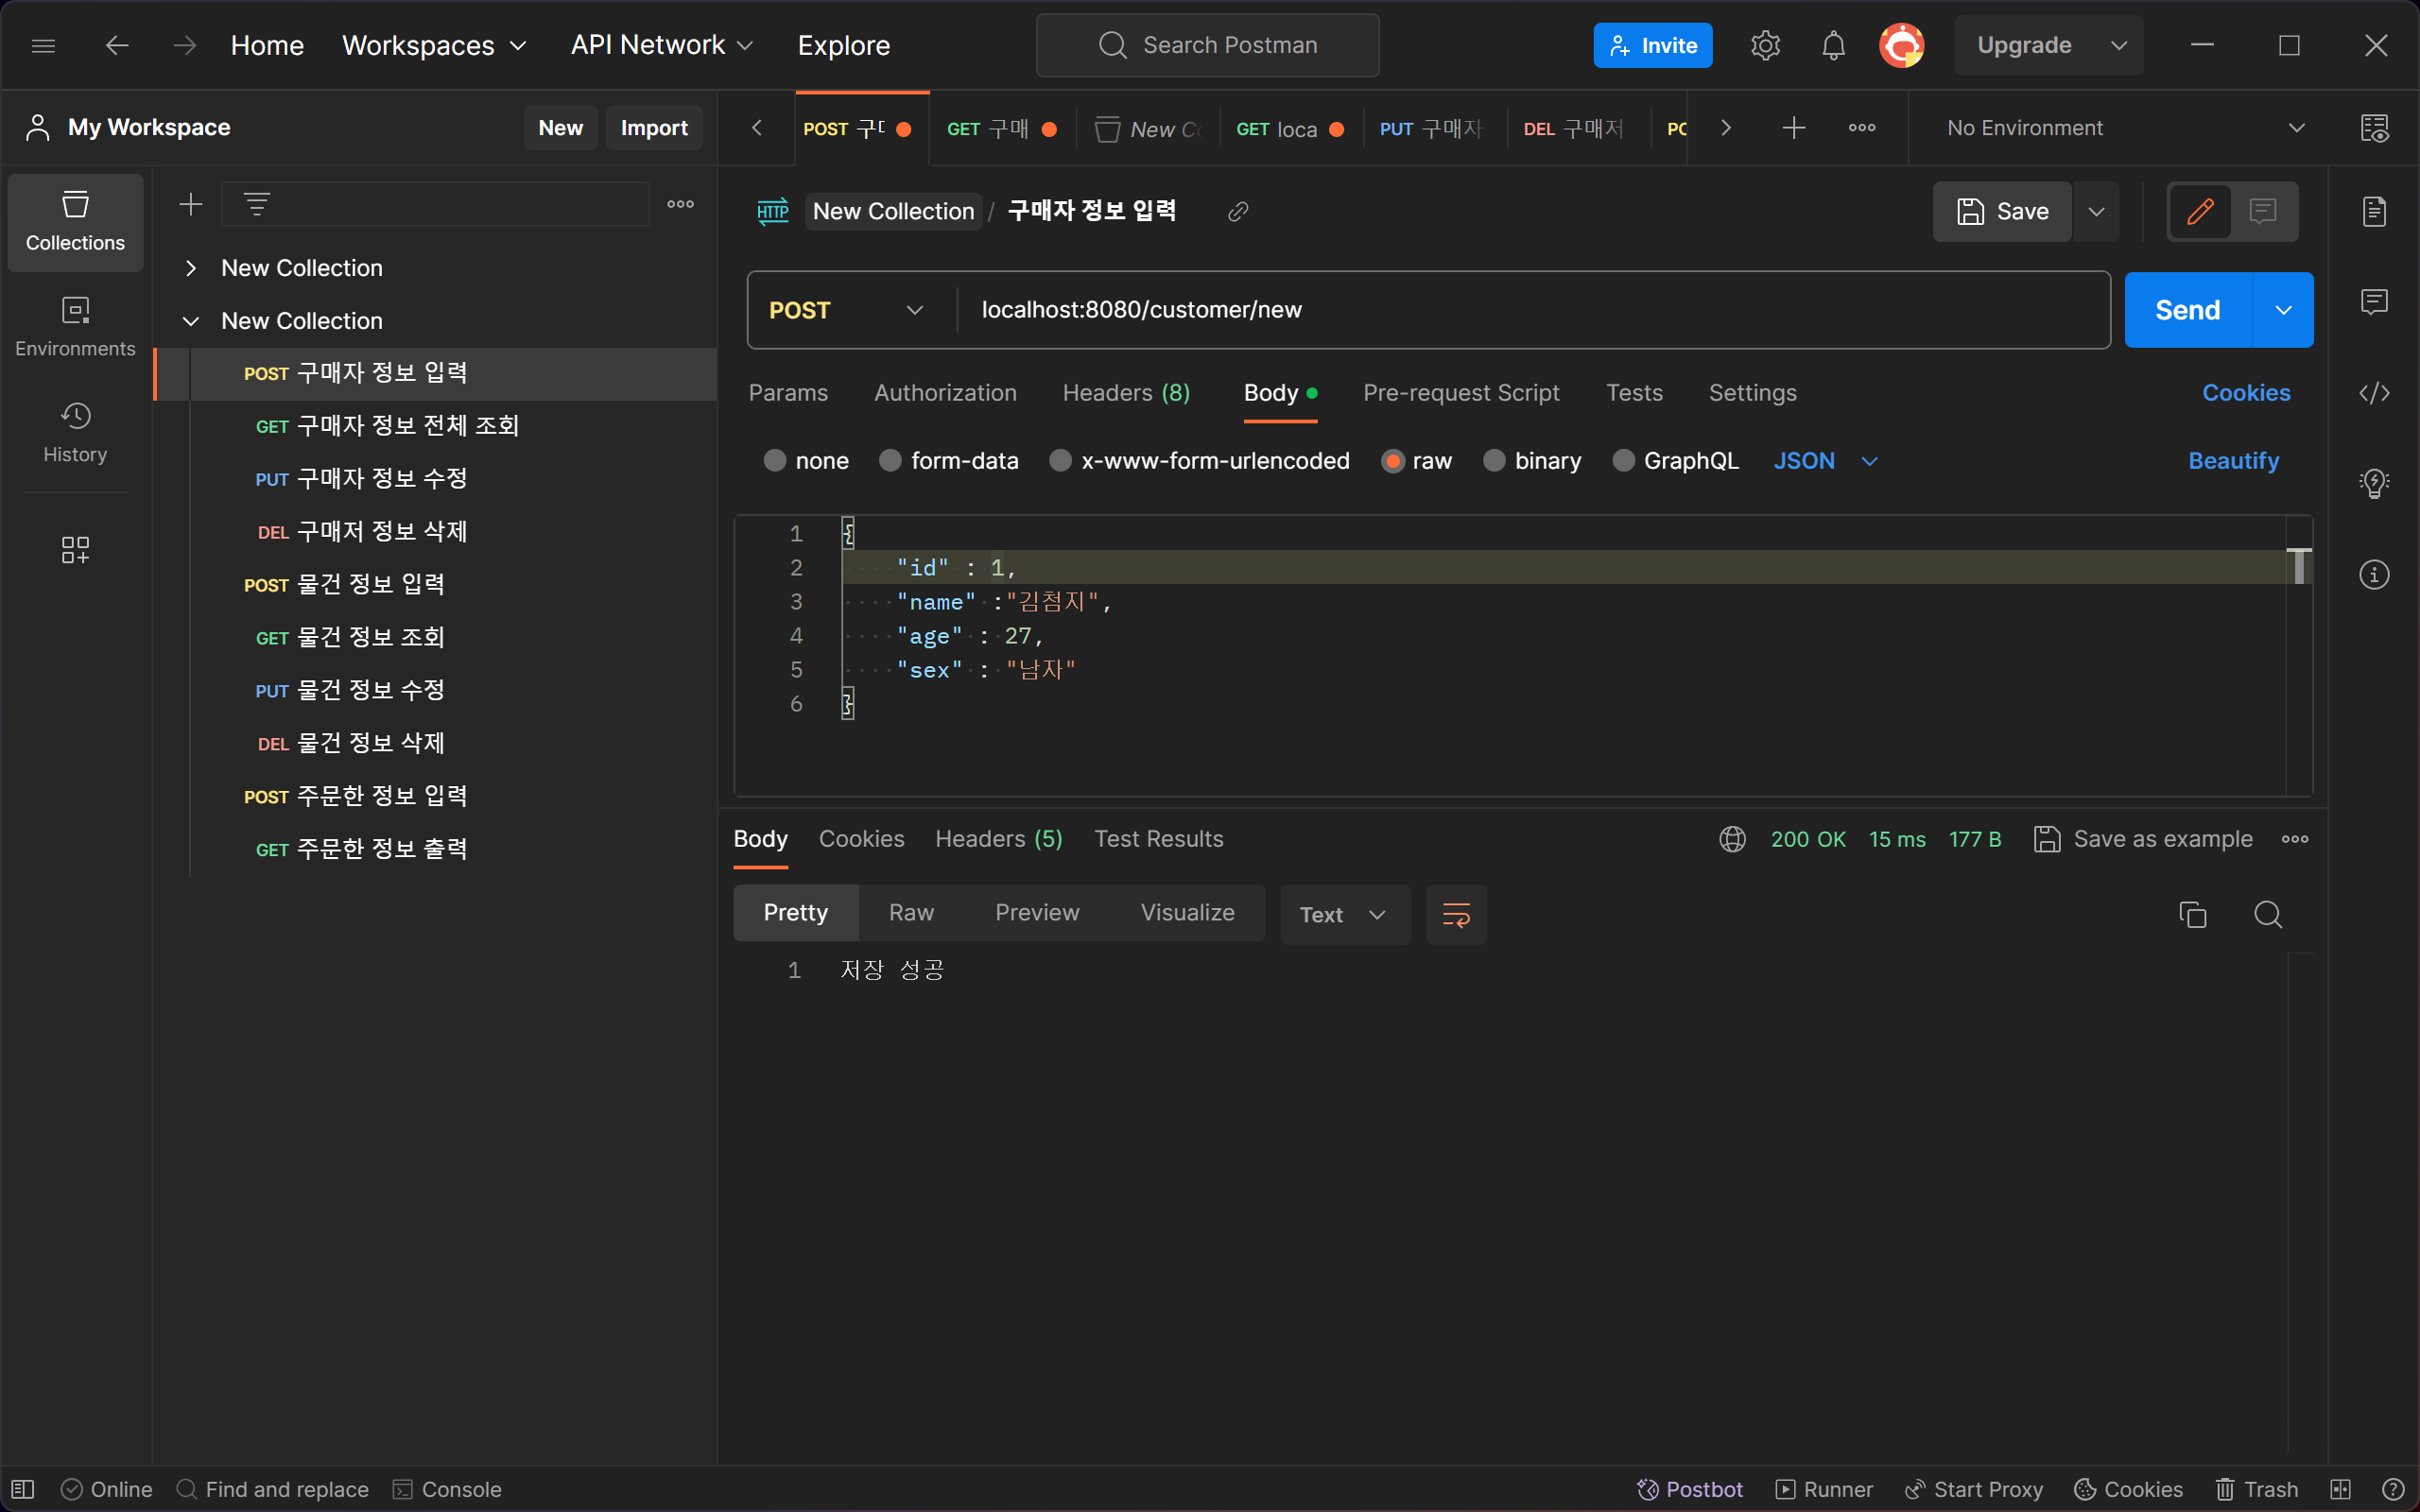 Home Workspaces API Network Explore Search Postman Invite Upgrade
My Workspace New Import
POST 구 GET 구매 New C GET loca PUT 구매자 DEL 구매저 No Environment
Collections
Environments
History
New Collection
New Collection
POST 구매자 정보 입력
GET 구매자 정보 전체 조회
PUT 구매자 정보 수정
DEL 구매저 정보 삭제
POST 물건 정보 입력
GET 물건 정보 조회
PUT 물건 정보 수정
DEL 물건 정보 삭제
POST 주문한 정보 입력
GET 주문한 정보 출력
HTTP New Collection / 구매자 정보 입력 Save
POST localhost:8080/customer/new Send
Params Authorization Headers (8) Body Pre-request Script Tests Settings Cookies
none form-data x-www-form-urlencoded raw binary GraphQL JSON Beautify
1 {
2 "id" : 1,
3 "name" :"김첨지",
4 "age" : 27,
5 "sex" : "남자"
6 }
Body Cookies Headers (5) Test Results 200 OK 15 ms 177 B Save as example
Pretty Raw Preview Visualize Text
1 저장 성공
Online Find and replace Console Postbot Runner Start Proxy Cookies Trash